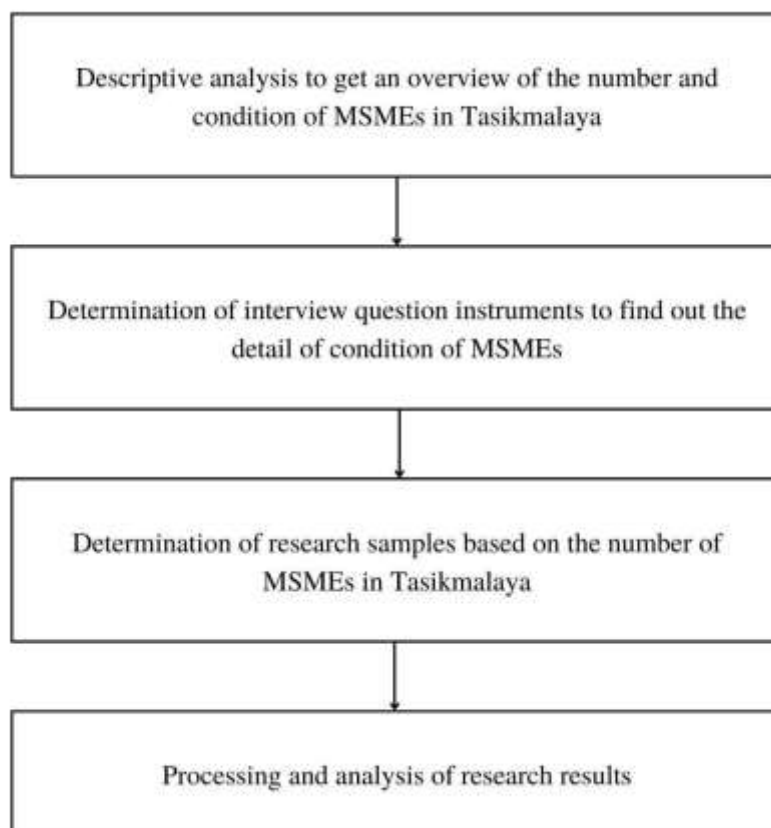 Descriptive analysis to get an overview of the number and
condition of MSMEs in Tasikmalaya
Determination of interview question instruments to find out the
detail of condition of MSMEs
Determination of research samples based on the number of
MSMEs in Tasikmalaya
Processing and analysis of research results